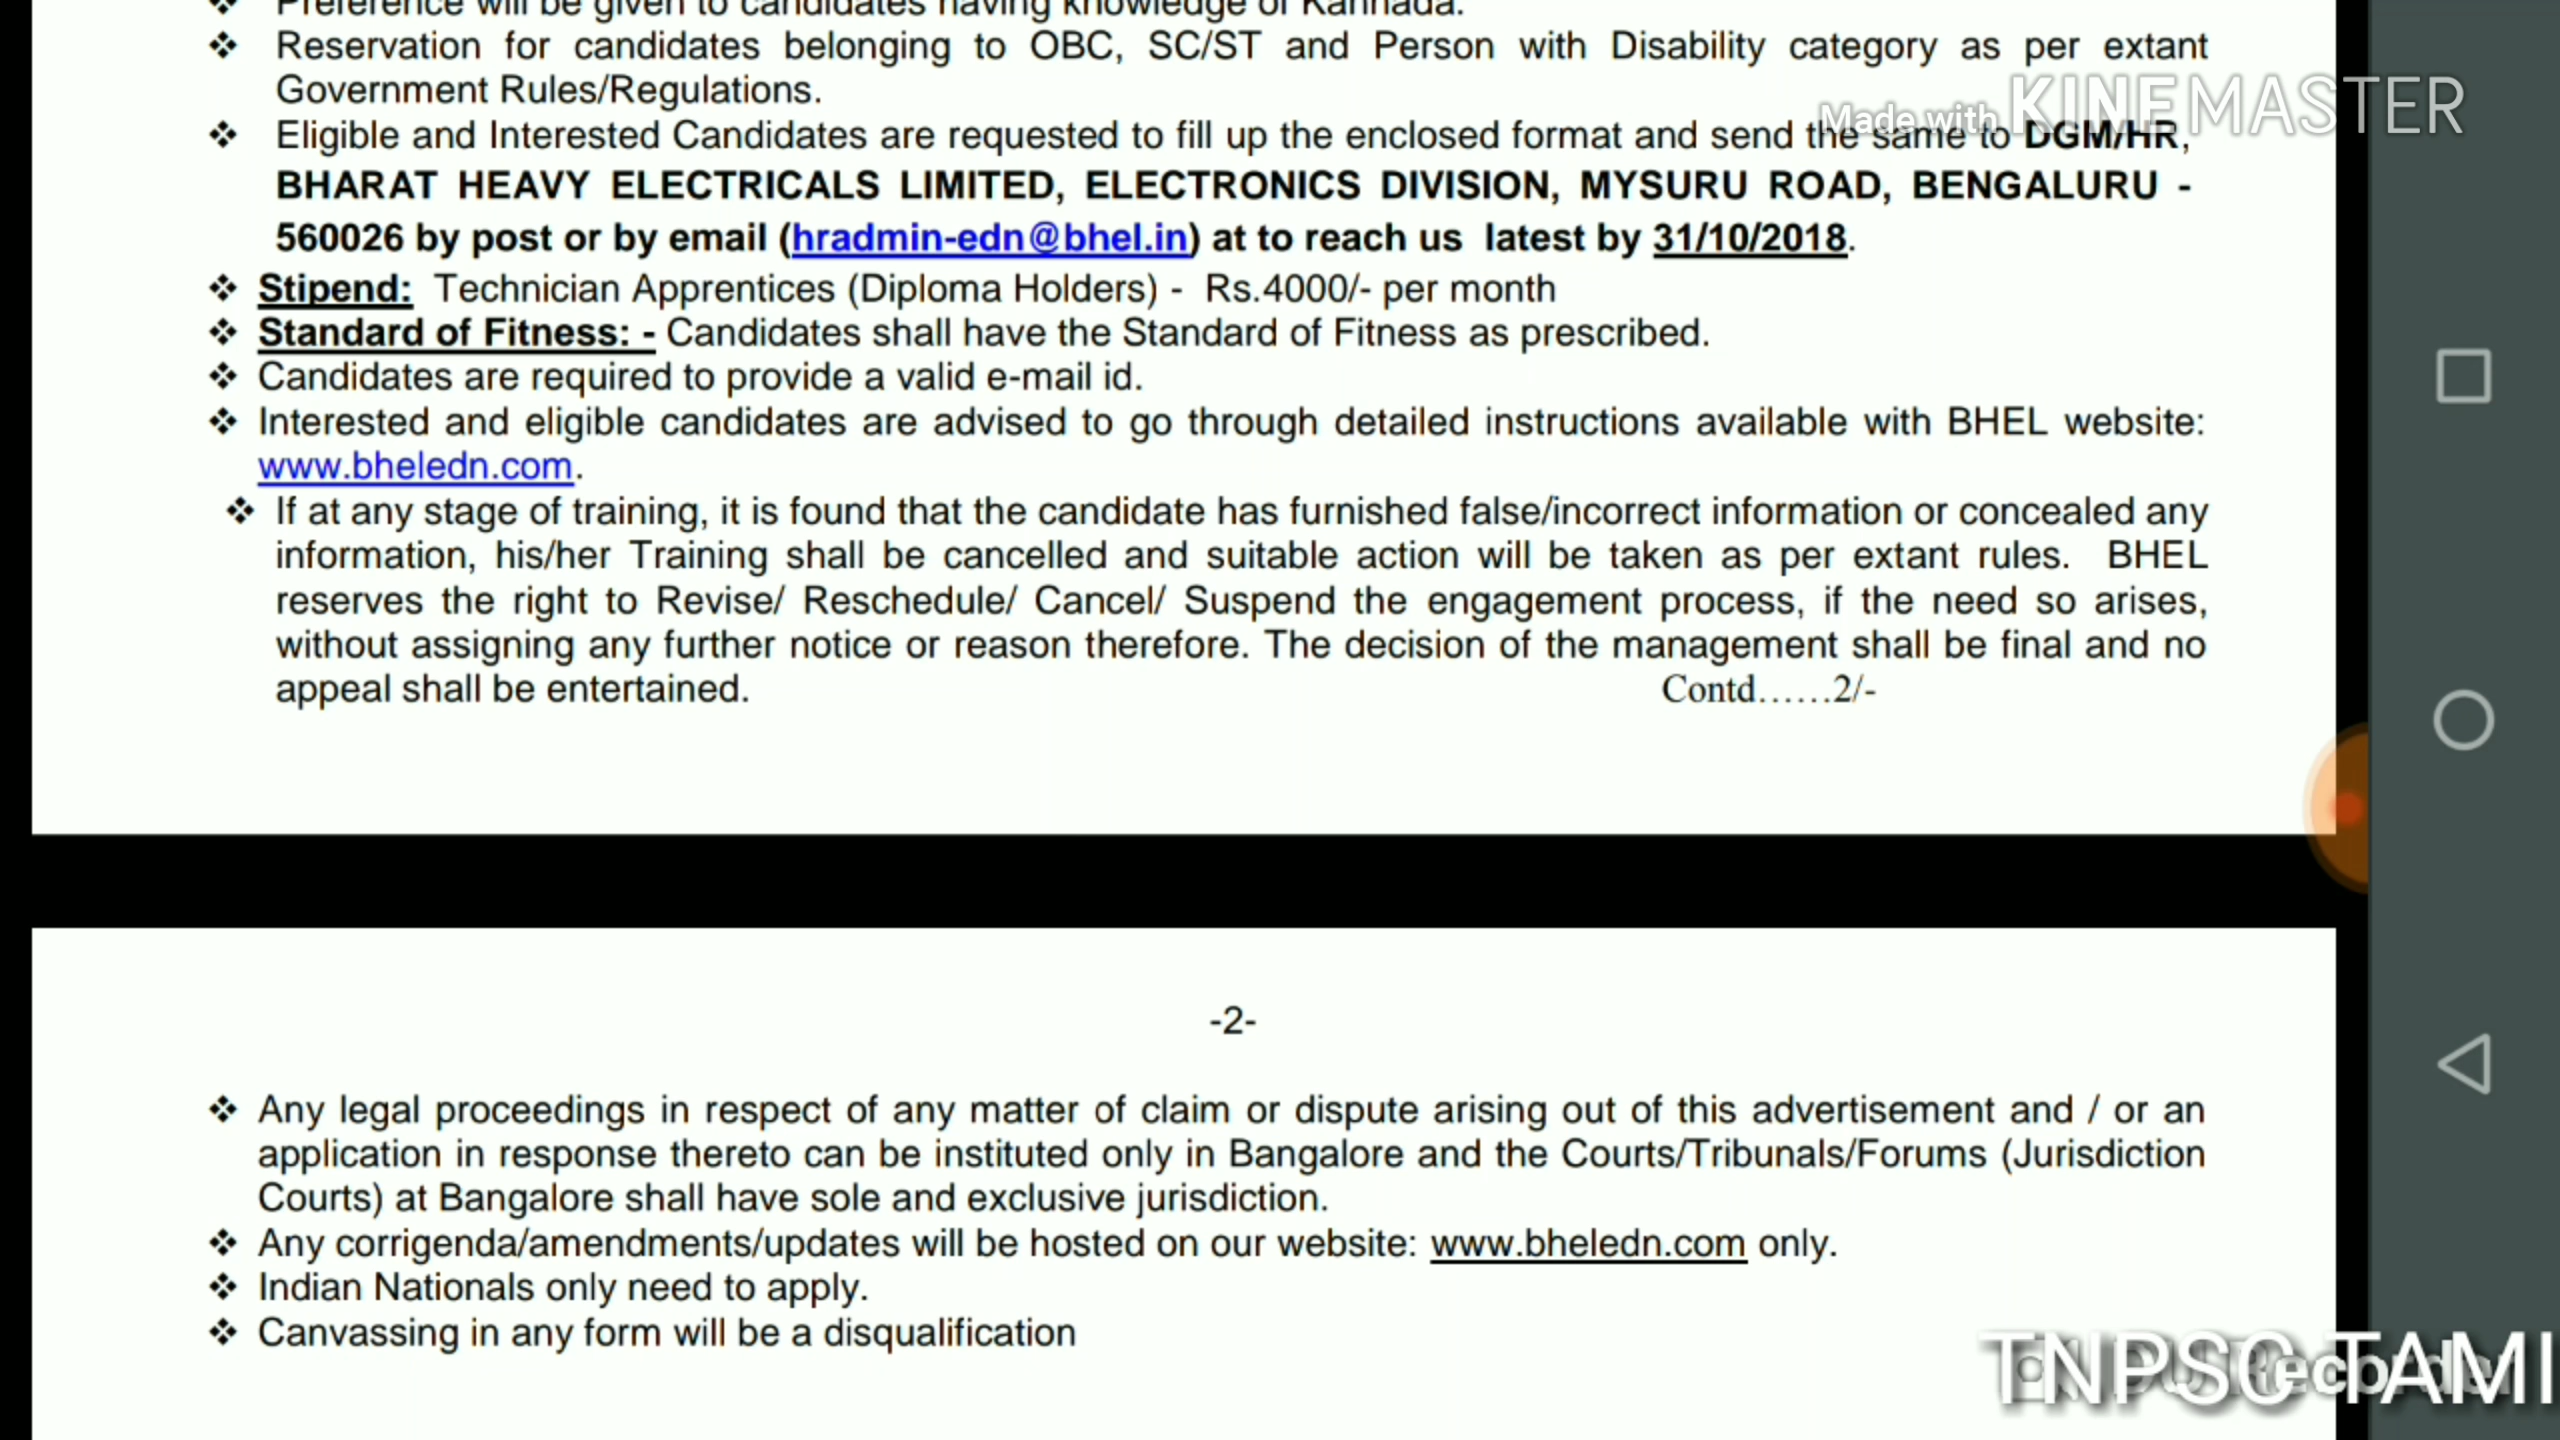 Preference will be given to candidates having knowledge of Kannada.
❖ Reservation for candidates belonging to OBC, SC/ST and Person with Disability category as per extant
Government Rules/Regulations.
Made with KINEMASTER
❖ Eligible and Interested Candidates are requested to fill up the enclosed format and send the same to DGM/HR,
BHARAT HEAVY ELECTRICALS LIMITED, ELECTRONICS DIVISION, MYSURU ROAD, BENGALURU -
560026 by post or by email (hradmin-edn@bhel.in) at to reach us latest by 31/10/2018.
❖ Stipend: Technician Apprentices (Diploma Holders) - Rs.4000/- per month
❖ Standard of Fitness: - Candidates shall have the Standard of Fitness as prescribed.
❖ Candidates are required to provide a valid e-mail id.
❖ Interested and eligible candidates are advised to go through detailed instructions available with BHEL website:
www.bheledn.com.
❖ If at any stage of training, it is found that the candidate has furnished false/incorrect information or concealed any
information, his/her Training shall be cancelled and suitable action will be taken as per extant rules. BHEL
reserves the right to Revise/ Reschedule/ Cancel/ Suspend the engagement process, if the need so arises,
without assigning any further notice or reason therefore. The decision of the management shall be final and no
appeal shall be entertained. Contd......2/-
-2-
❖ Any legal proceedings in respect of any matter of claim or dispute arising out of this advertisement and / or an
application in response thereto can be instituted only in Bangalore and the Courts/Tribunals/Forums (Jurisdiction
Courts) at Bangalore shall have sole and exclusive jurisdiction.
❖ Any corrigenda/amendments/updates will be hosted on our website: www.bheledn.com only.
❖ Indian Nationals only need to apply.
❖ Canvassing in any form will be a disqualification
TNPSC TAMI